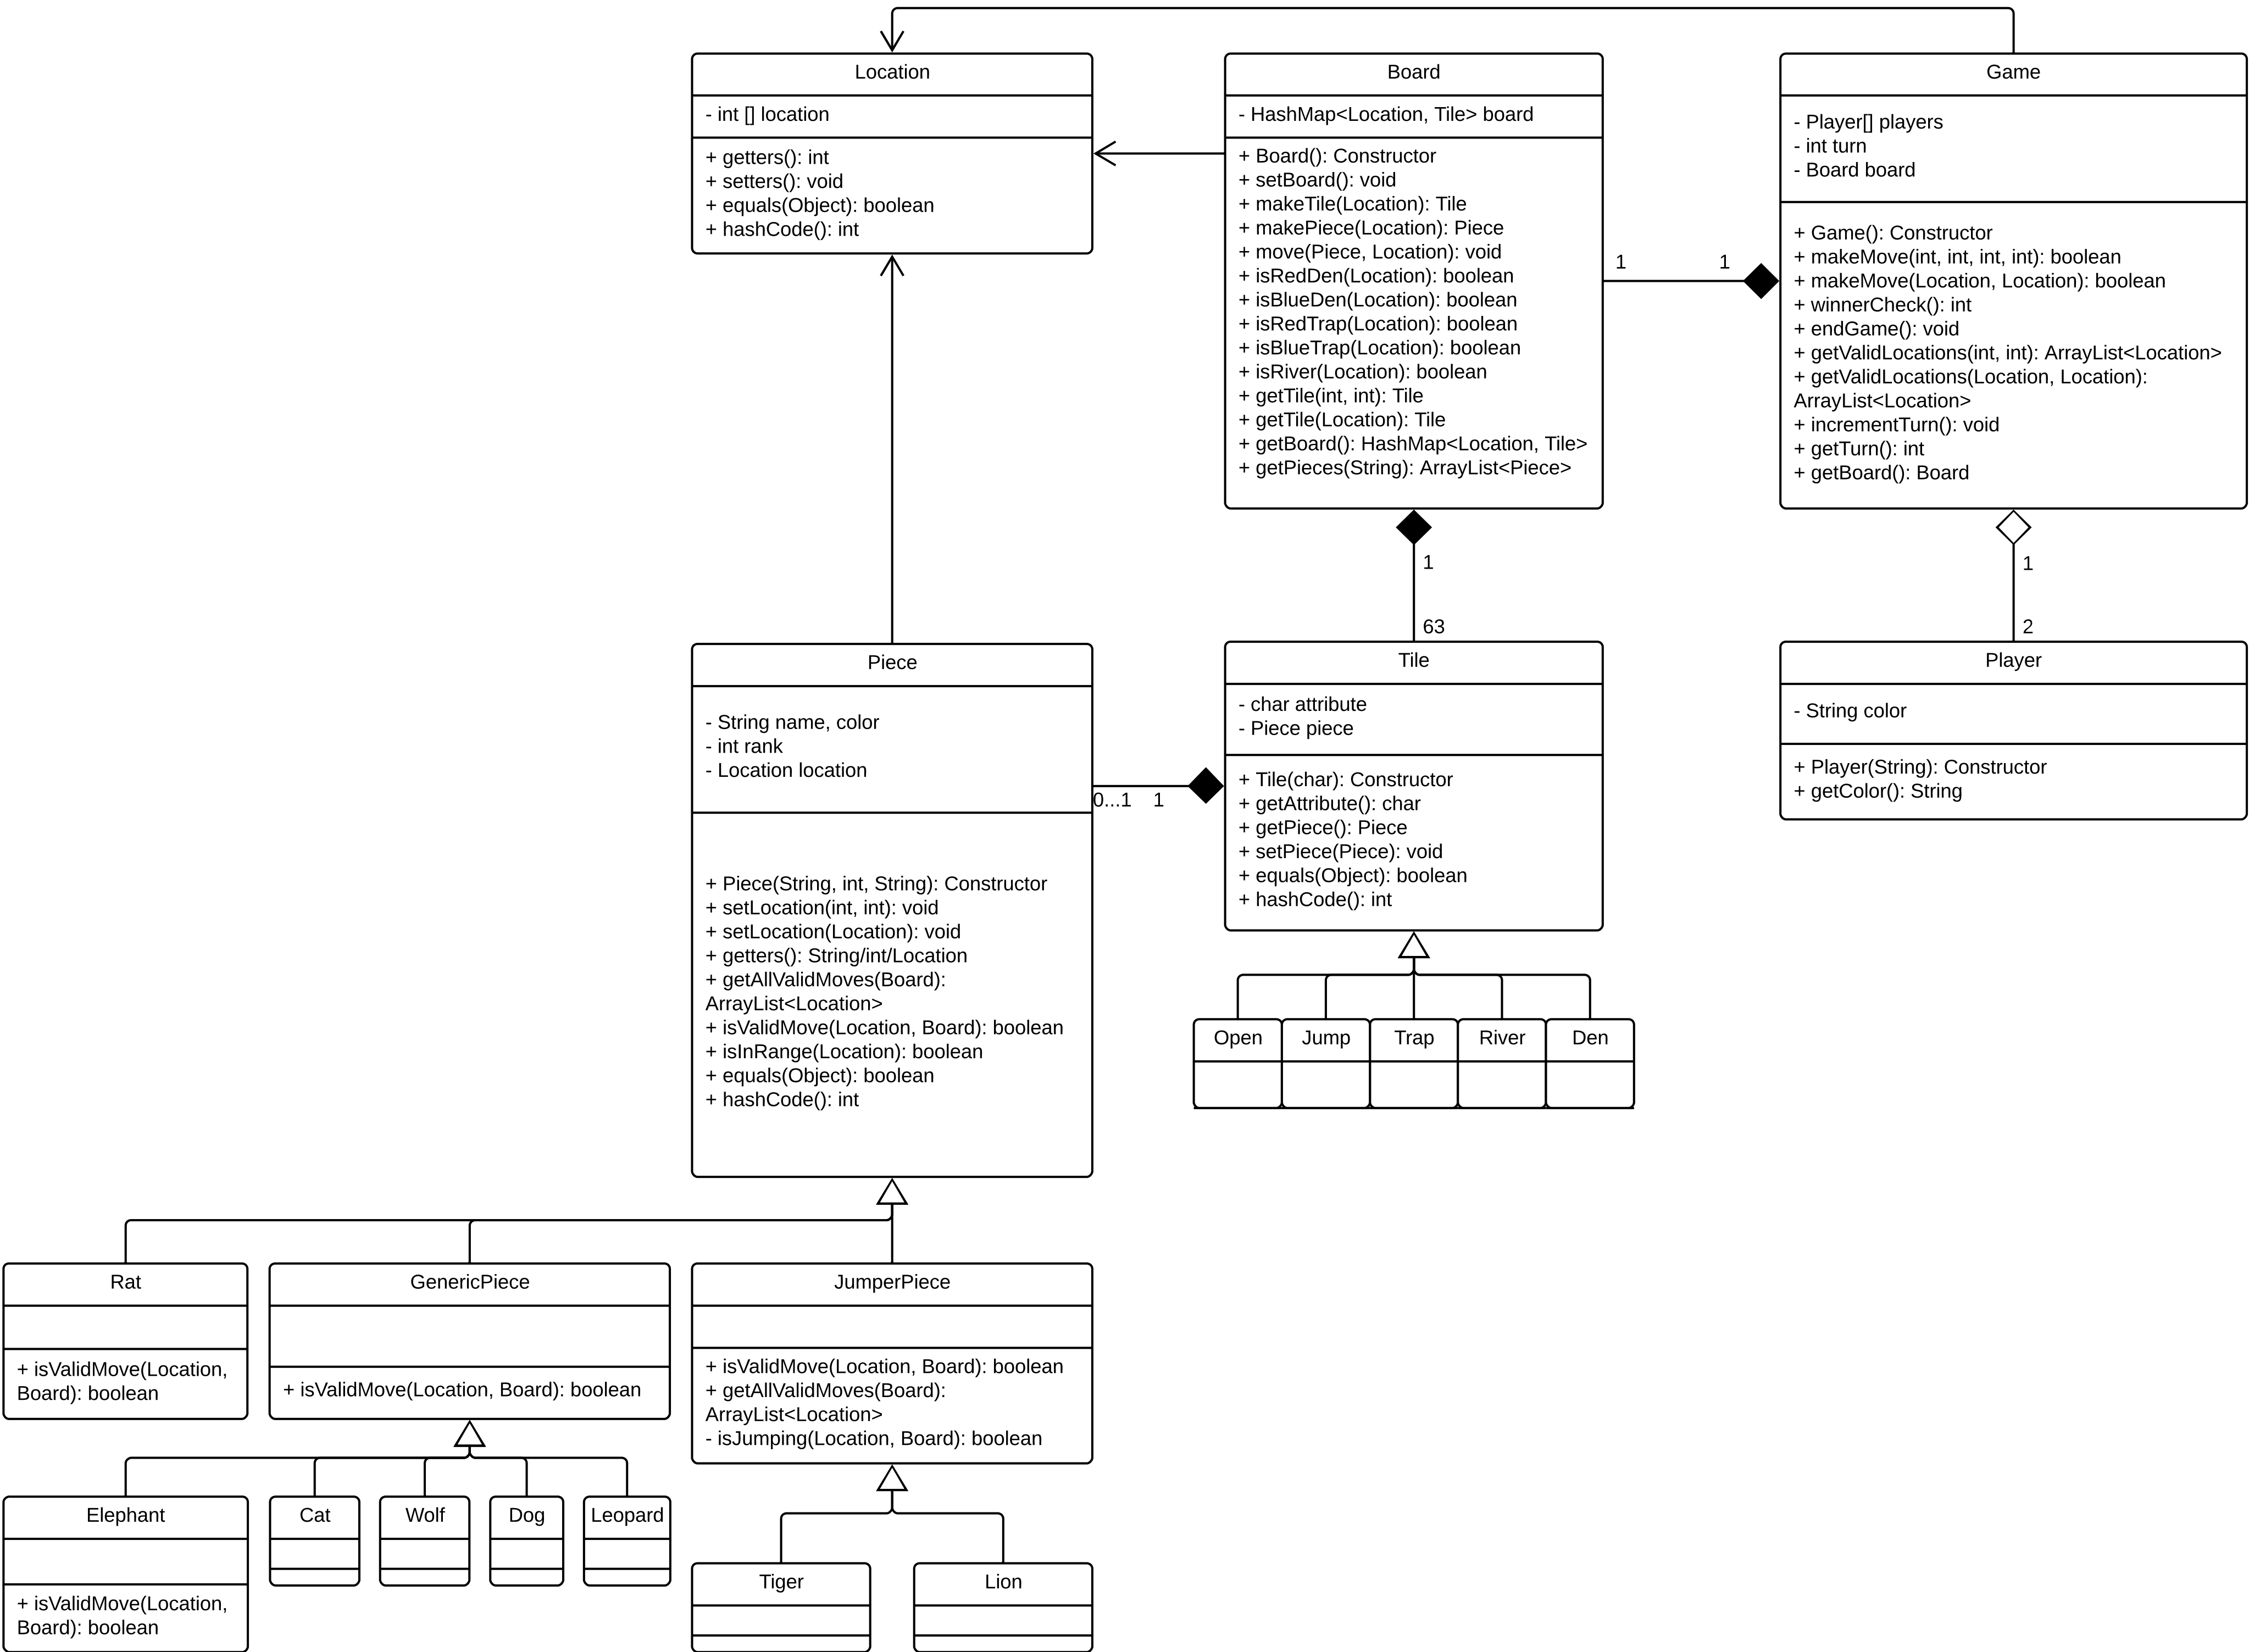 Location
- int [] location
+ getters(): int
+ setters(): void
+ equals(Object): boolean
+ hashCode(): int
Board
- HashMap<Location, Tile> board
+ Board(): Constructor
+ setBoard(): void
+ makeTile(Location): Tile
+ makePiece(Location): Piece
+ move(Piece, Location): void
+ isRedDen(Location): boolean
+ isBlueDen(Location): boolean
+ isRedTrap(Location): boolean
+ isBlueTrap(Location): boolean
+ isRiver(Location): boolean
+ getTile(int, int): Tile
+ getTile(Location): Tile
+ getBoard(): HashMap<Location, Tile>
+ getPieces(String): ArrayList<Piece>
1 1
Game
- Player[] players
- int turn
- Board board
+ Game(): Constructor
+ makeMove(int, int, int, int): boolean
+ makeMove(Location, Location): boolean
+ winnerCheck(): int
+ endGame(): void
+ getValidLocations(int, int): ArrayList<Location>
+ getValidLocations(Location, Location):
ArrayList<Location>
+ incrementTurn(): void
+ getTurn(): int
+ getBoard(): Board
1
63
1
2
Piece
- String name, color
- int rank
- Location location
+ Piece(String, int, String): Constructor
+ setLocation(int, int): void
+ setLocation(Location): void
+ getters(): String/int/Location
+ getAllValidMoves(Board):
ArrayList<Location>
+ isValidMove(Location, Board): boolean
+ isInRange(Location): boolean
+ equals(Object): boolean
+ hashCode(): int
0...1 1
Tile
- char attribute
- Piece piece
+ Tile(char): Constructor
+ getAttribute(): char
+ getPiece(): Piece
+ setPiece(Piece): void
+ equals(Object): boolean
+ hashCode(): int
Player
- String color
+ Player(String): Constructor
+ getColor(): String
Open
Jump
Trap
River
Den
Rat
+ isValidMove(Location,
Board): boolean
GenericPiece
+ isValidMove(Location, Board): boolean
JumperPiece
+ isValidMove(Location, Board): boolean
+ getAllValidMoves(Board):
ArrayList<Location>
- isJumping(Location, Board): boolean
Elephant
+ isValidMove(Location,
Board): boolean
Cat
Wolf
Dog
Leopard
Tiger
Lion